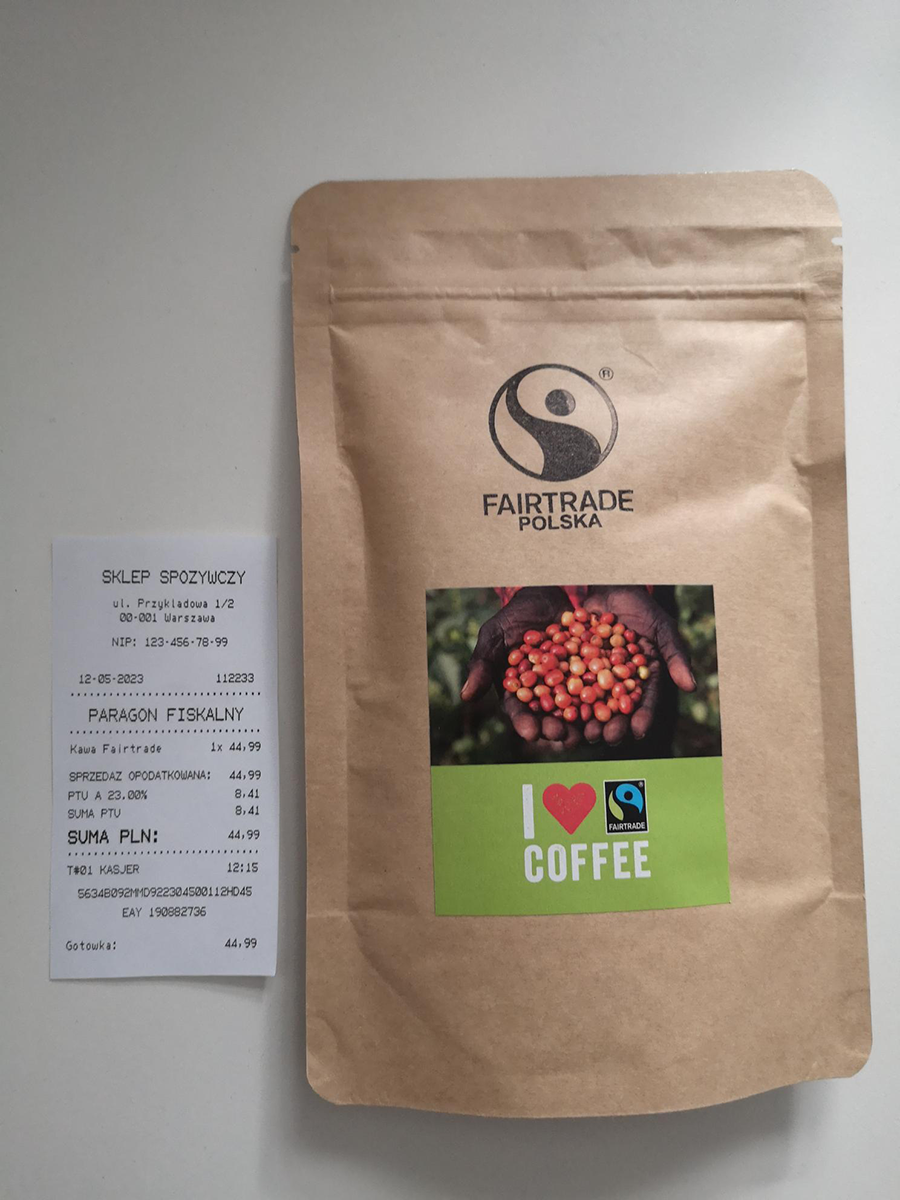 SKLEP SPOZYWCZY
ul. Przykladowa 1/2
00-001 Warszawa
NIP: 123-456-78-99
12-05-2023 112233
PARAGON FISKALNY
Kawa Fairtrade 1x 44,99
SPRZEDAZ OPODATKOWANA: 44,99
PTU A 23.00% 8,41
SUMA PTU 8,41
SUMA PLN: 44,99
T#01 KASJER 12:15
5634B092MMD922304500112HD45
EAY 190882736
Gotowka: 44,99
®
FAIRTRADE
POLSKA
I ♥ FAIRTRADE
COFFEE